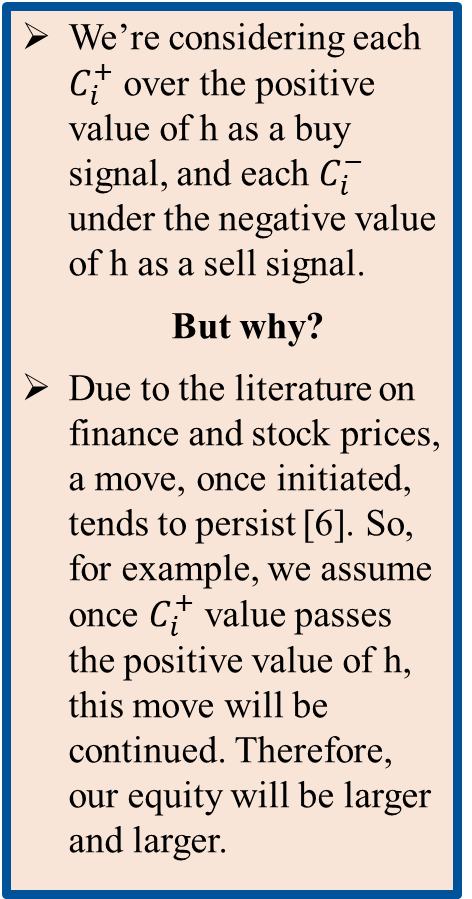 ➢ We're considering each
C_i^+ over the positive
value of h as a buy
signal, and each C_i^-
under the negative value
of h as a sell signal.
But why?
➢ Due to the literature on
finance and stock prices,
a move, once initiated,
tends to persist [6]. So,
for example, we assume
once C_i^+ value passes
the positive value of h,
this move will be
continued. Therefore,
our equity will be larger
and larger.